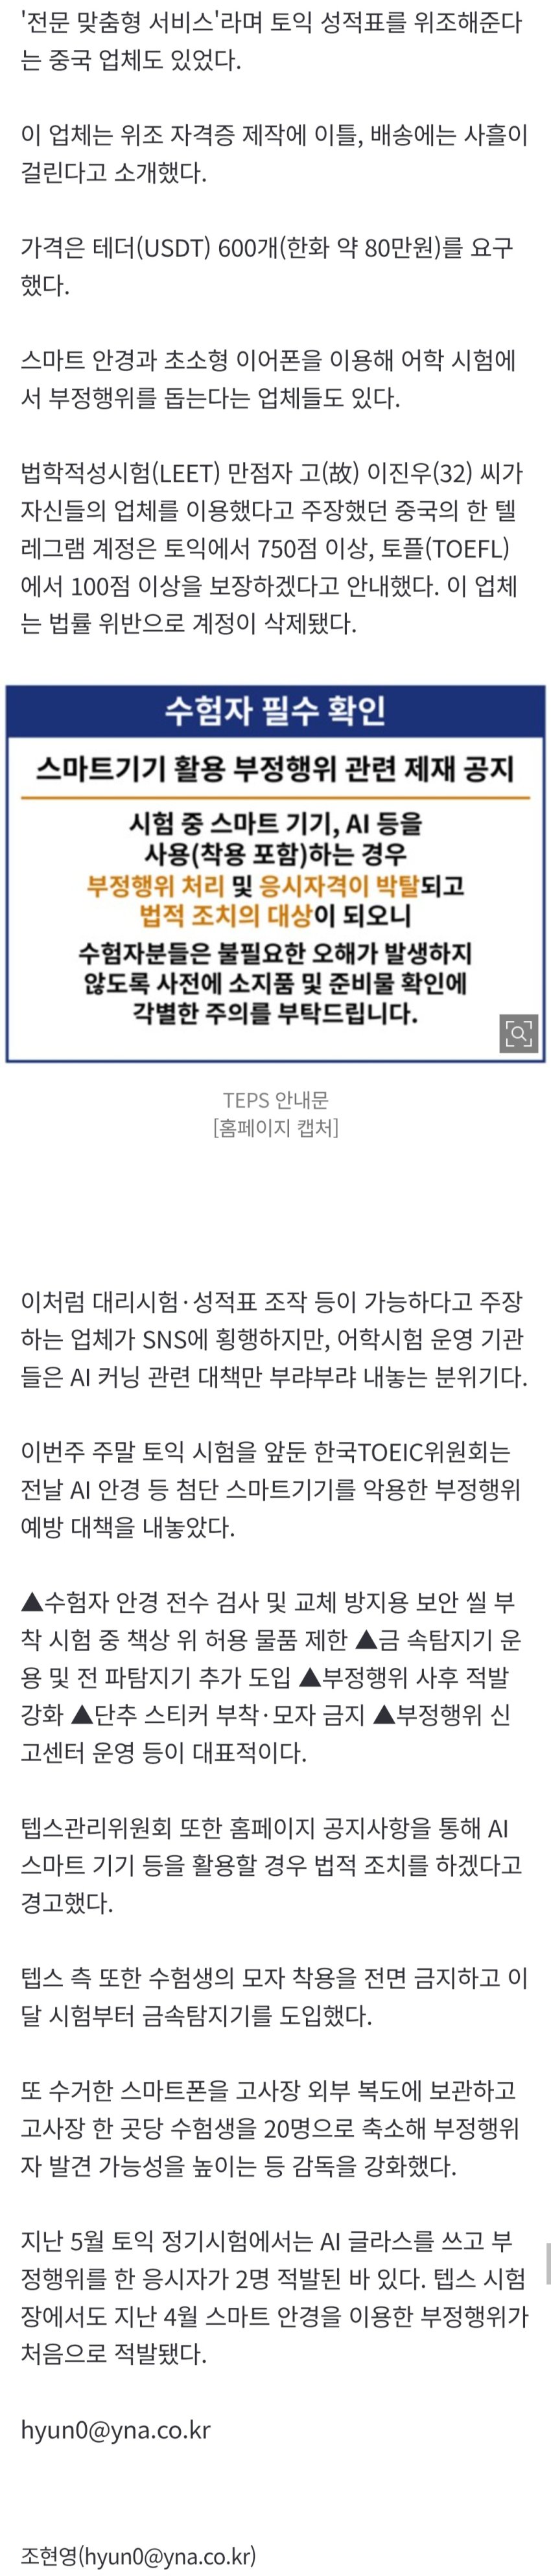 '전문 맞춤형 서비스'라며 토익 성적표를 위조해준다
는 중국 업체도 있었다.
이 업체는 위조 자격증 제작에 이틀, 배송에는 사흘이
걸린다고 소개했다.
가격은 테더(USDT) 600개(한화 약 80만원)를 요구
했다.
스마트 안경과 초소형 이어폰을 이용해 어학 시험에
서 부정행위를 돕는다는 업체들도 있다.
법학적성시험(LEET) 만점자 고(故) 이진우(32) 씨가
자신들의 업체를 이용했다고 주장했던 중국의 한 텔
레그램 계정은 토익에서 750점 이상, 토플(TOEFL)
에서 100점 이상을 보장하겠다고 안내했다. 이 업체
는 법률 위반으로 계정이 삭제됐다.
수험자 필수 확인
스마트기기 활용 부정행위 관련 제재 공지
시험 중 스마트 기기, AI 등을
사용(착용 포함)하는 경우
부정행위 처리 및 응시자격이 박탈되고
법적 조치의 대상이 되오니
수험자분들은 불필요한 오해가 발생하지
않도록 사전에 소지품 및 준비물 확인에
각별한 주의를 부탁드립니다.
TEPS 안내문
[홈페이지 캡처]
이처럼 대리시험·성적표 조작 등이 가능하다고 주장
하는 업체가 SNS에 횡행하지만, 어학시험 운영 기관
들은 AI 커닝 관련 대책만 부랴부랴 내놓는 분위기다.
이번주 주말 토익 시험을 앞둔 한국TOEIC위원회는
전날 AI 안경 등 첨단 스마트기기를 악용한 부정행위
예방 대책을 내놓았다.
▲수험자 안경 전수 검사 및 교체 방지용 보안 씰 부
착 시험 중 책상 위 허용 물품 제한 ▲금 속탐지기 운
용 및 전 파탐지기 추가 도입 ▲부정행위 사후 적발
강화 ▲단추 스티커 부착·모자 금지 ▲부정행위 신
고센터 운영 등이 대표적이다.
텝스관리위원회 또한 홈페이지 공지사항을 통해 AI
스마트 기기 등을 활용할 경우 법적 조치를 하겠다고
경고했다.
텝스 측 또한 수험생의 모자 착용을 전면 금지하고 이
달 시험부터 금속탐지기를 도입했다.
또 수거한 스마트폰을 고사장 외부 복도에 보관하고
고사장 한 곳당 수험생을 20명으로 축소해 부정행위
자 발견 가능성을 높이는 등 감독을 강화했다.
지난 5월 토익 정기시험에서는 AI 글라스를 쓰고 부
정행위를 한 응시자가 2명 적발된 바 있다. 텝스 시험
장에서도 지난 4월 스마트 안경을 이용한 부정행위가
처음으로 적발됐다.
hyun0@yna.co.kr
조현영(hyun0@yna.co.kr)